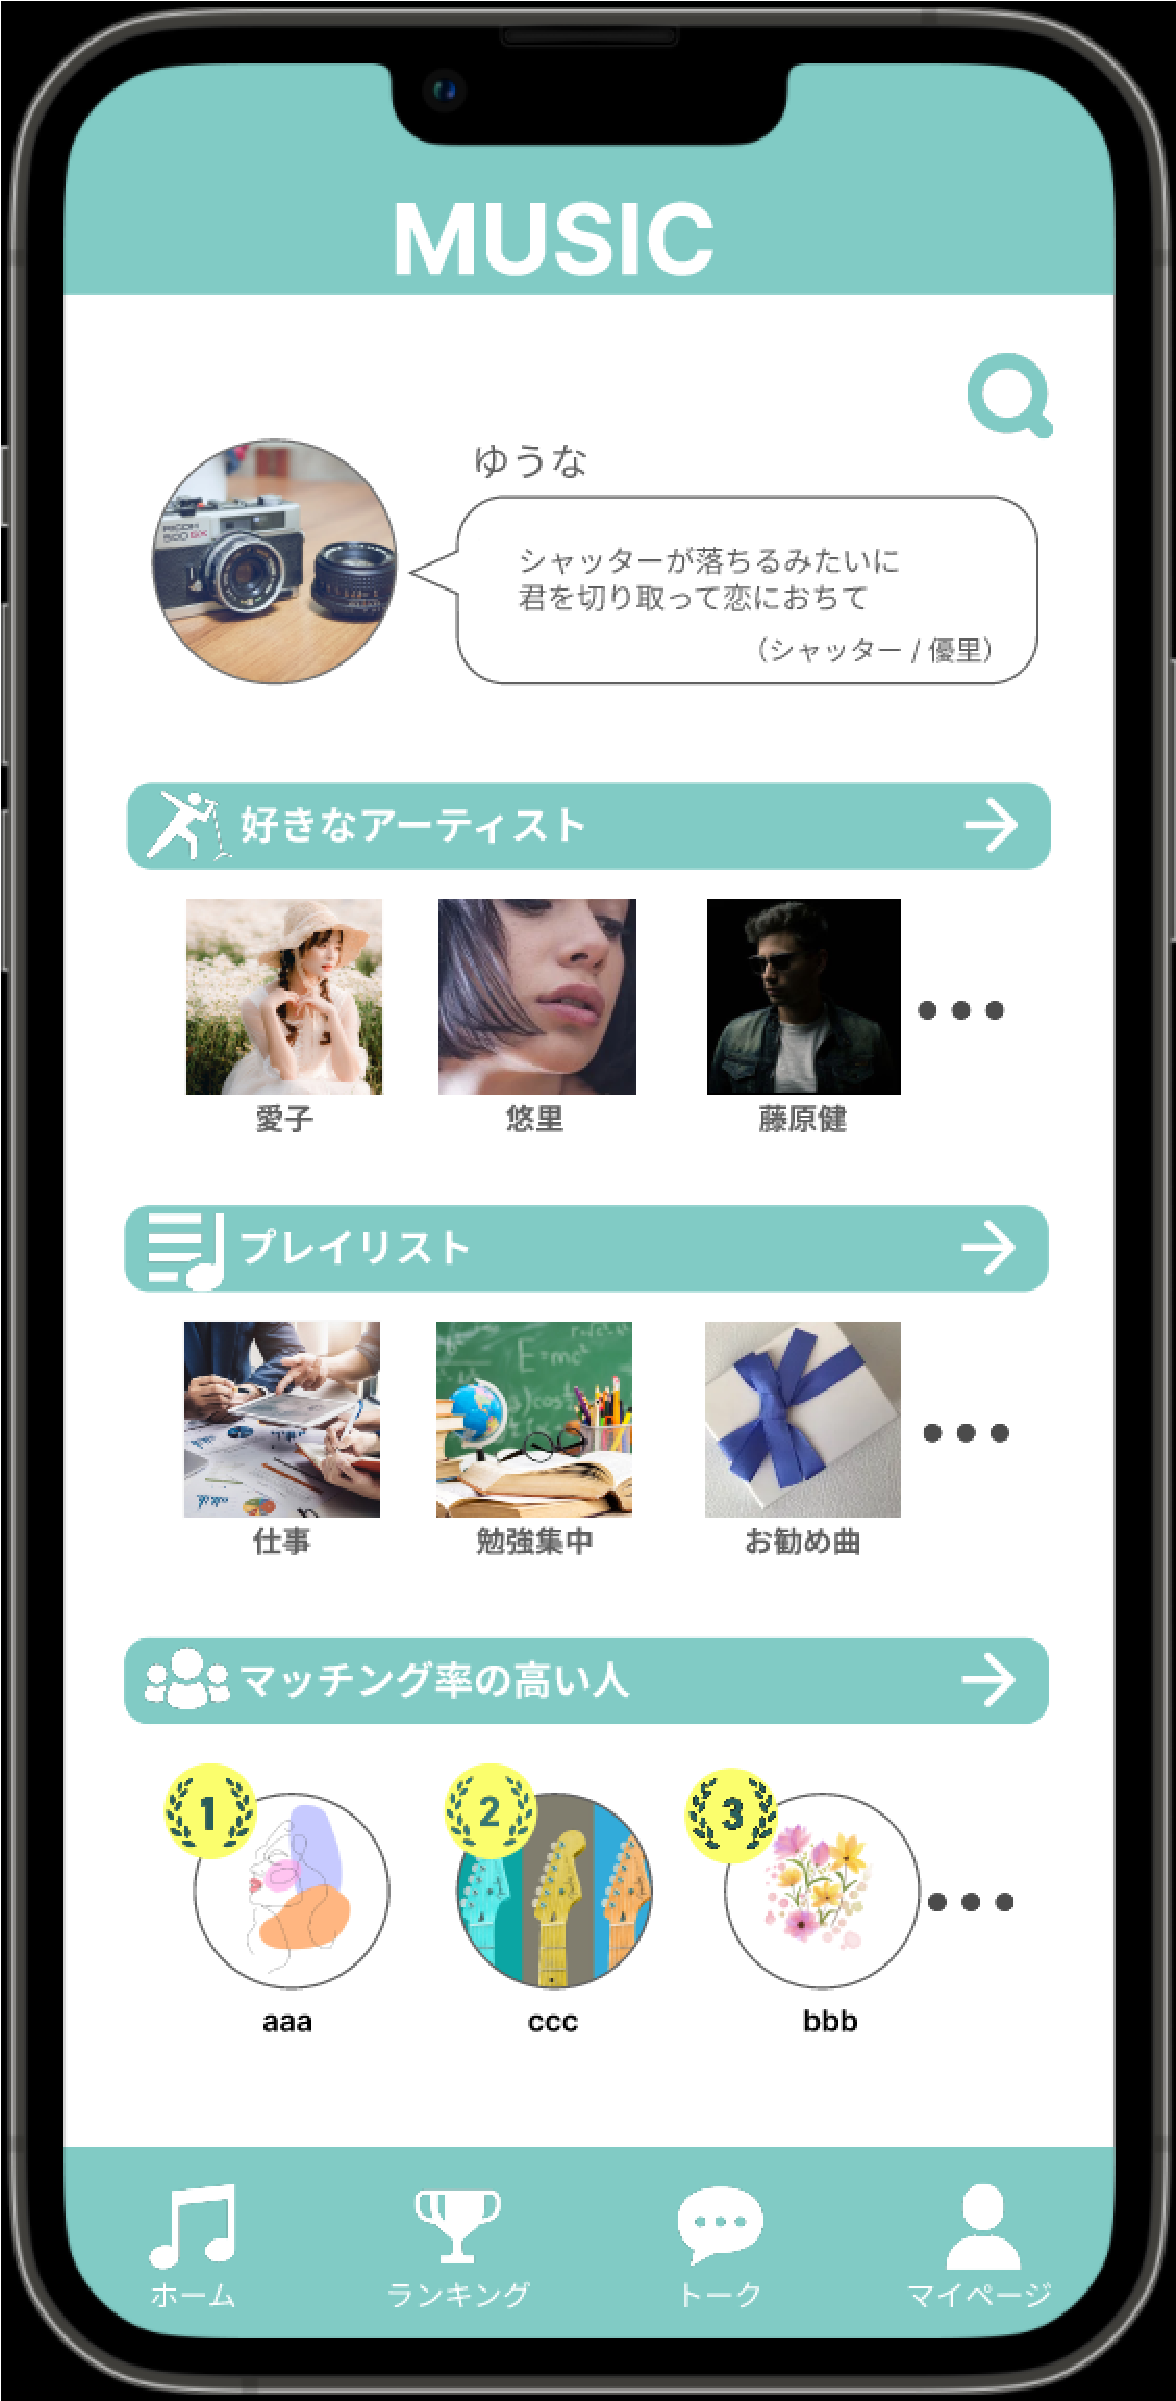 MUSIC
ゆうな
シャッターが落ちるみたいに
君を切り取って恋におちて
（シャッター / 優里）
好きなアーティスト
愛子
悠里
藤原健
プレイリスト
E=mc²
仕事
勉強集中
お勧め曲
マッチング率の高い人
1
2
3
aaa
ccc
bbb
ホーム
ランキング
トーク
マイページ